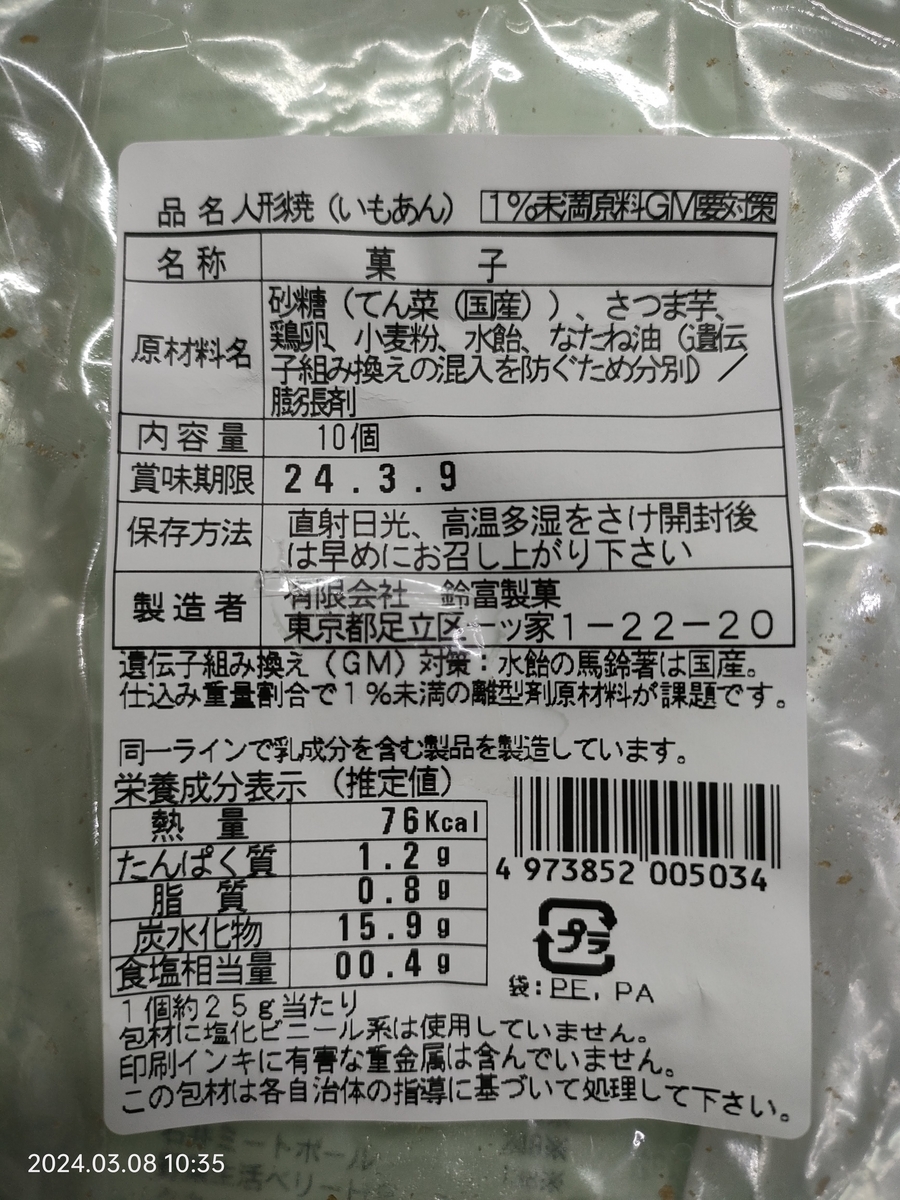 品名 人形焼（いもあん） 1%未満原料GM要対策
名称 菓子
原材料名 砂糖（てん菜（国産））、さつま芋、
鶏卵、小麦粉、水飴、なたね油（遺伝
子組み換えの混入を防ぐため分別）／
膨張剤
内容量 10個
賞味期限 24.3.9
保存方法 直射日光、高温多湿をさけ開封後
は早めにお召し上がり下さい
製造者 有限会社 鈴富製菓
東京都足立区一ッ家1－22－20
遺伝子組み換え（GM）対策：水飴の馬鈴薯は国産。
仕込み重量割合で1%未満の離型剤原材料が課題です。
同一ラインで乳成分を含む製品を製造しています。
栄養成分表示（推定値）
熱量 76Kcal
たんぱく質 1.2g
脂質 0.8g
炭水化物 15.9g
食塩相当量 00.4g
4 973852 005034
プラ
袋：PE，PA
1個約25g当たり
包材に塩化ビニール系は使用していません。
印刷インキに有害な重金属は含んでいません。
この包材は各自治体の指導に基づいて処理して下さい。
ミートボール
2024.03.08 10:35